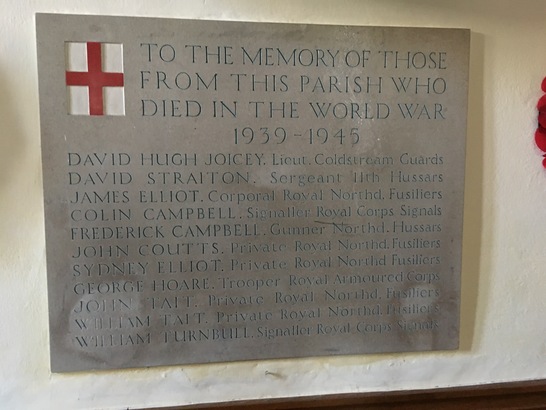 TO THE MEMORY OF THOSE
FROM THIS PARISH WHO
DIED IN THE WORLD WAR
1939-1945
DAVID HUGH JOICEY. Lieut. Coldstream Guards
DAVID STRAITON. Sergeant 11th Hussars
JAMES ELLIOT. Corporal Royal Northd. Fusiliers
COLIN CAMPBELL. Signaller Royal Corps Signals
FREDERICK CAMPBELL. Gunner Northd. Hussars
JOHN COUTTS. Private Royal Northd. Fusiliers
SYDNEY ELLIOT. Private Royal Northd. Fusiliers
GEORGE HOARE. Trooper Royal Armoured Corps
JOHN TAIT. Private Royal Northd. Fusiliers
WILLIAM TAIT. Private Royal Northd. Fusiliers
WILLIAM TURNBULL. Signaller Royal Corps Signals